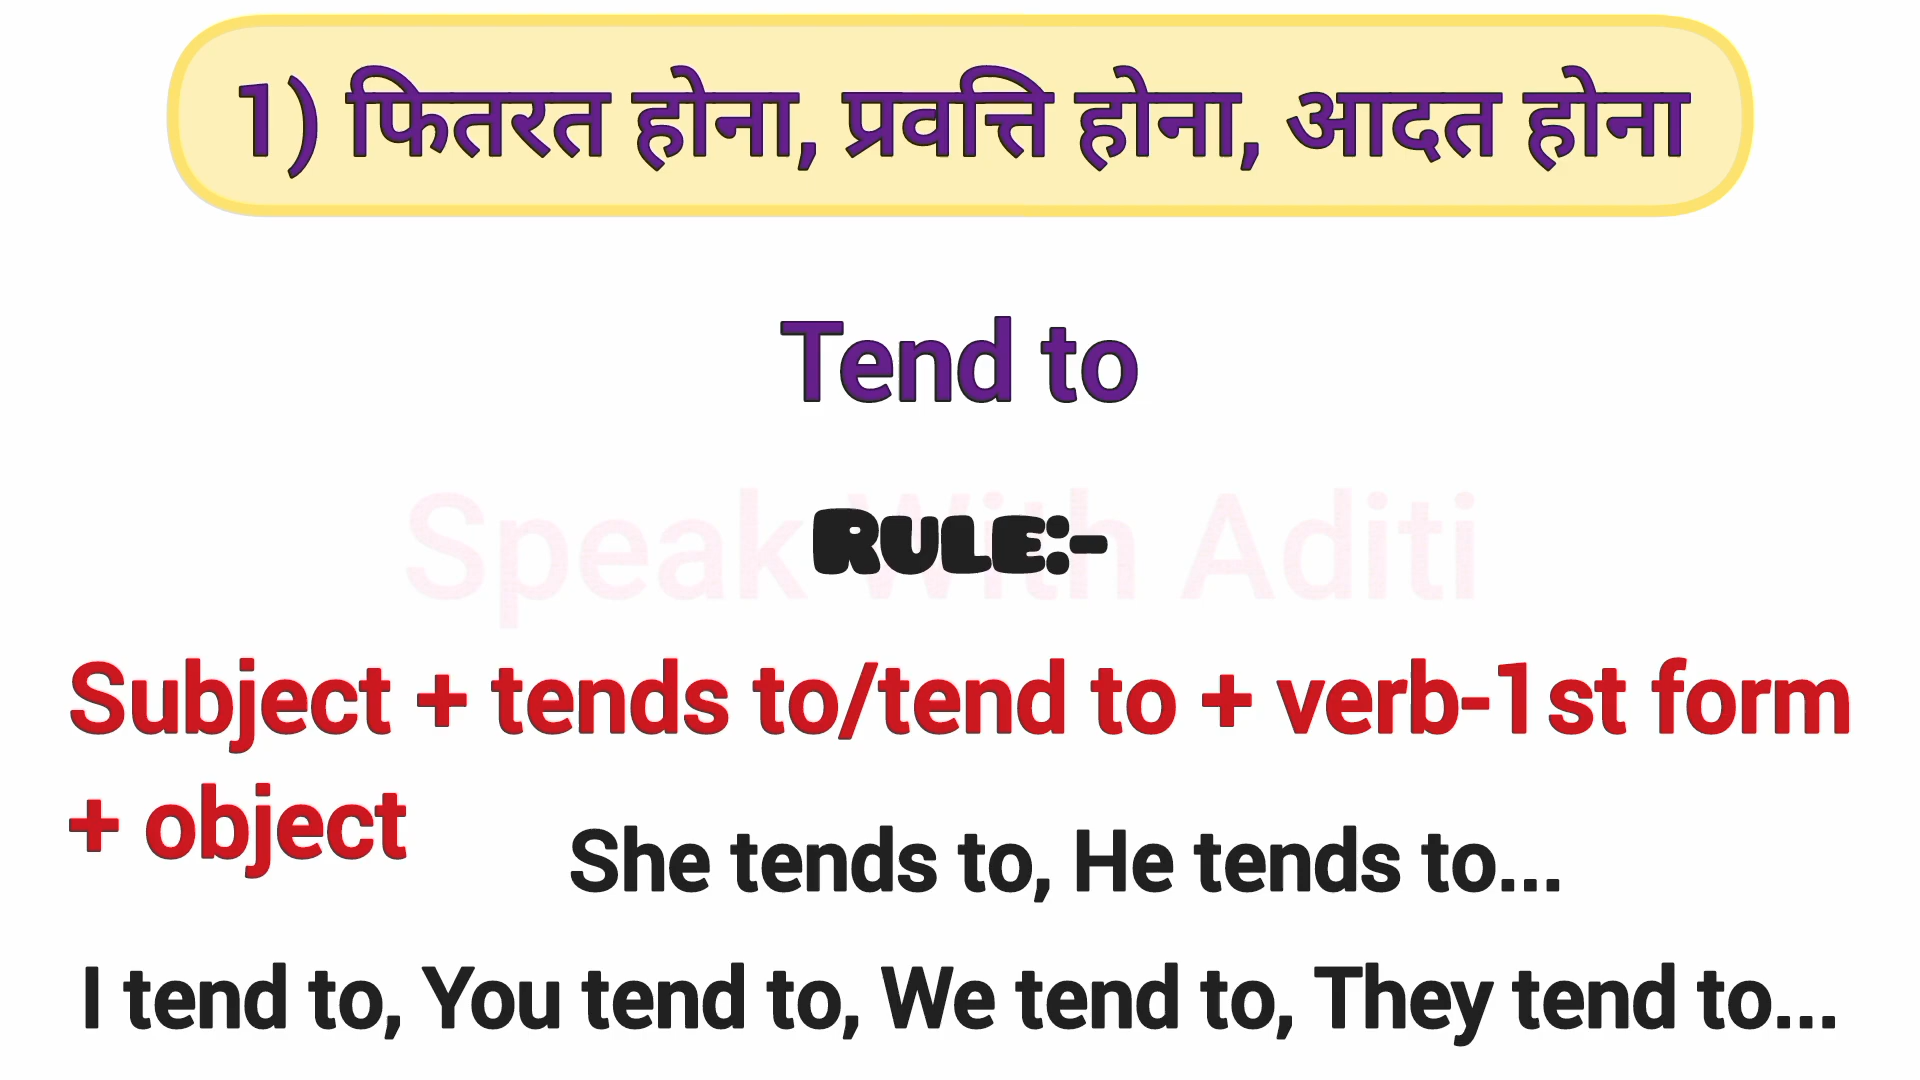 1) फितरत होना, प्रवत्ति होना, आदत होना
Tend to
Speak With Aditi
RULE:-
Subject + tends to/tend to + verb-1st form
+ object
She tends to, He tends to...
I tend to, You tend to, We tend to, They tend to...